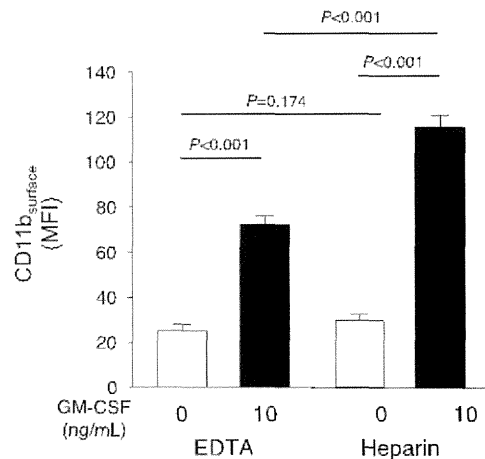 P<0.001
P<0.001
P=0.174
P<0.001
140
120
100
80
60
40
20
0
CD11bsurface
(MFI)
GM-CSF 0 10 0 10
(ng/mL)
EDTA Heparin